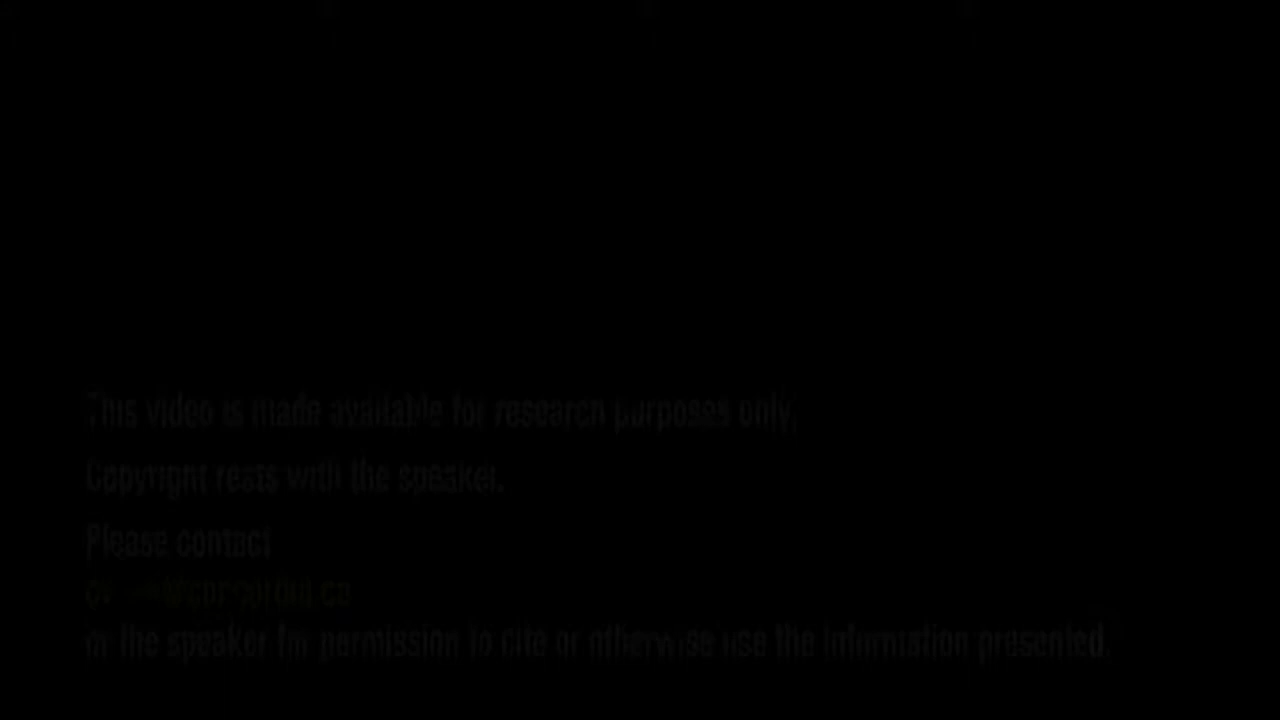 This video is made available for research purposes only.
Copyright rests with the speaker.
Please contact
or the speaker for permission to cite or otherwise use the information presented.